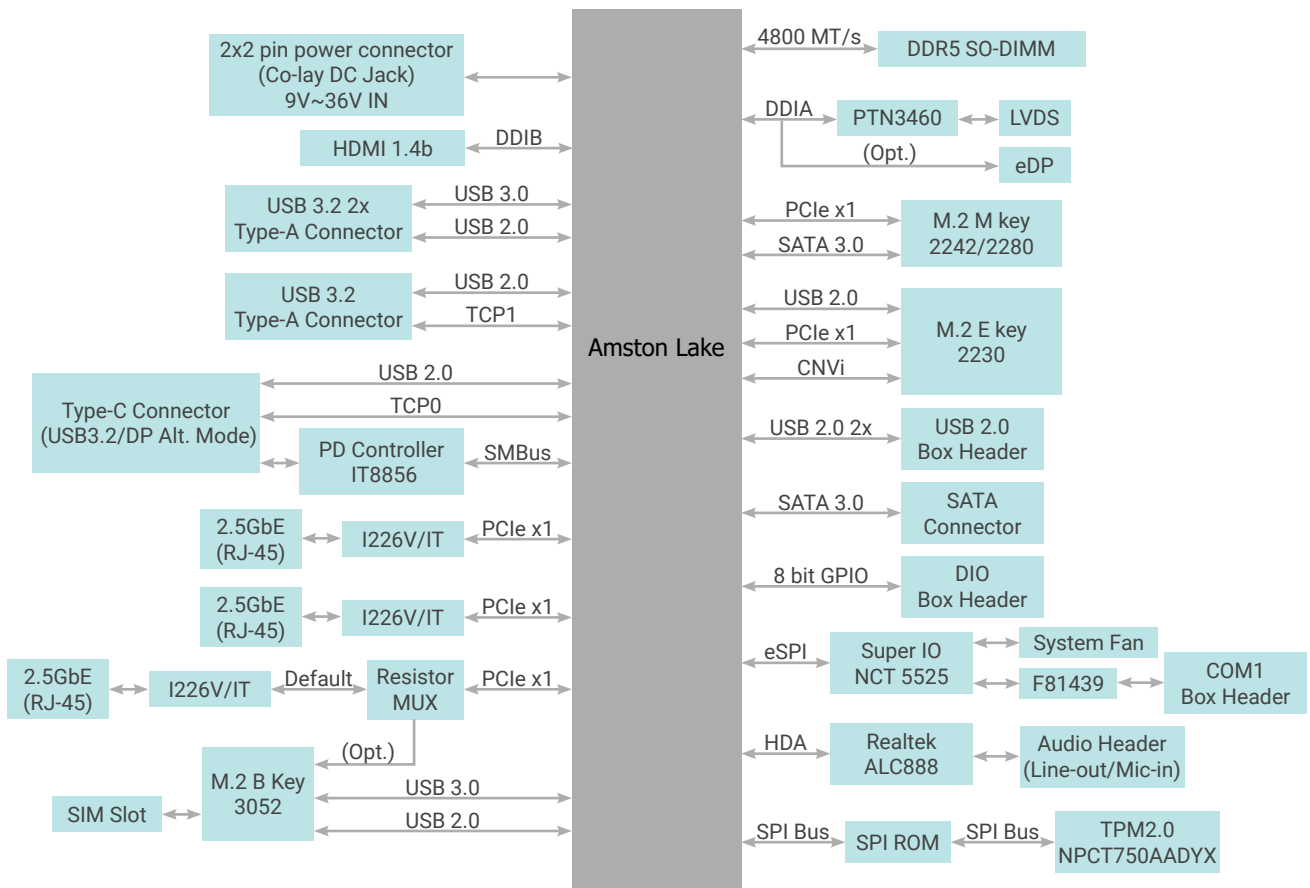 2x2 pin power connector
(Co-lay DC Jack)
9V~36V IN
HDMI 1.4b
DDIB
USB 3.2 2x
Type-A Connector
USB 3.0
USB 2.0
USB 3.2
Type-A Connector
USB 2.0
TCP1
Type-C Connector
(USB3.2/DP Alt. Mode)
USB 2.0
TCP0
PD Controller
IT8856
SMBus
2.5GbE
(RJ-45)
I226V/IT
PCIe x1
2.5GbE
(RJ-45)
I226V/IT
PCIe x1
2.5GbE
(RJ-45)
I226V/IT
Default
Resistor
MUX
PCIe x1
(Opt.)
SIM Slot
M.2 B Key
3052
USB 3.0
USB 2.0
Amston Lake
4800 MT/s
DDR5 SO-DIMM
DDIA
PTN3460
LVDS
(Opt.)
eDP
PCIe x1
SATA 3.0
M.2 M key
2242/2280
USB 2.0
PCIe x1
CNVi
M.2 E key
2230
USB 2.0 2x
USB 2.0
Box Header
SATA 3.0
SATA
Connector
8 bit GPIO
DIO
Box Header
eSPI
Super IO
NCT 5525
System Fan
F81439
COM1
Box Header
HDA
Realtek
ALC888
Audio Header
(Line-out/Mic-in)
SPI Bus
SPI ROM
SPI Bus
TPM2.0
NPCT750AADYX